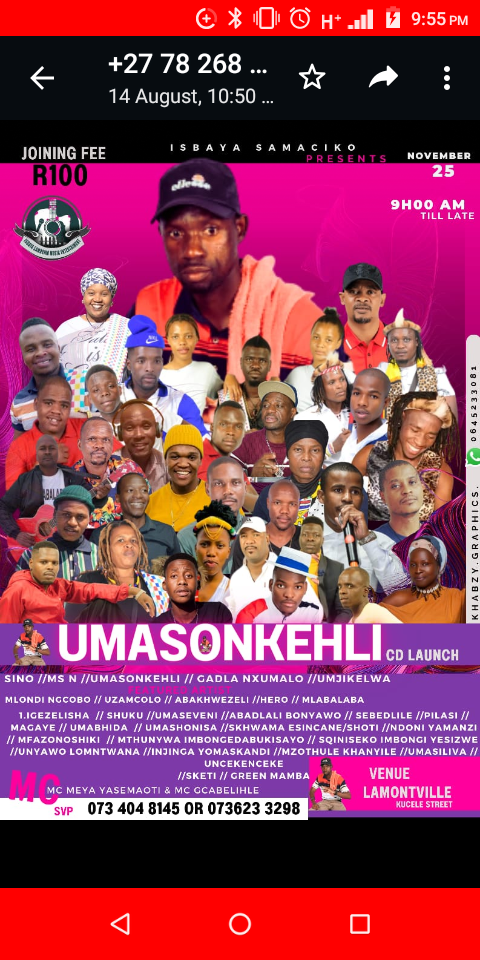 H+ 9:55 PM
+27 78 268 ...
14 August, 10:50 ...
ISBAYA SAMACIKO
PRESENTS
JOINING FEE
R100
NOVEMBER
25
9H00 AM
TILL LATE
ellesse
KHABZY.GRAPHICS. 0645233081
UMASONKEHLI
CD LAUNCH
SINO //MS N //UMASONKEHLI // GADLA NXUMALO //UMJIKELWA
FEATURED ARTIST
MLONDI NGCOBO // UZAMCOLO // ABAKHWEZELI //HERO // MLABALABA
1.IGEZELISHA // SHUKU //UMASEVENI //ABADLALI BONYAWO // SEBEDLILE //PILASI //
MAGAYE // UMABHIDA // UMASHONISA //SKHWAMA ESINCANE/SHOTI //NDONI YAMANZI
// MFAZONOSHIKI // MTHUNYWA IMBONGEDABUKISAYO // SQINISEKO IMBONGI YESIZWE
//UNYAWO LOMNTWANA //INJINGA YOMASKANDI //MZOTHULE KHANYILE //UMASILIVA //
UNCEKENCEKE
//SKETI // GREEN MAMBA
MC
MC MEYA YASEMAOTI & MC GCABELIHLE
SVP
073 404 8145 OR 073623 3298
VENUE
LAMONTVILLE
KUCELE STREET